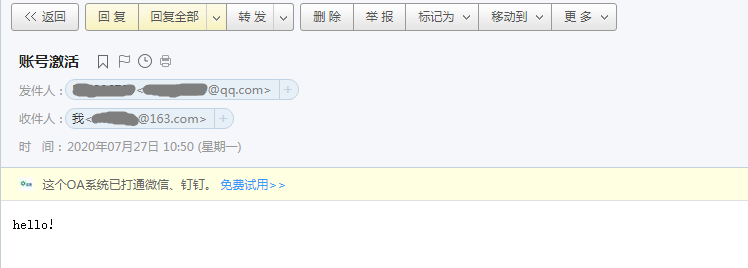 << 返回 回 复 回复全部 转 发 删 除 举 报 标记为 移动到 更 多
账号激活
发件人： <@qq.com> +
收件人： 我<@163.com> +
时 间： 2020年07月27日 10:50 (星期一)
这个OA系统已打通微信、钉钉。 免费试用>>
hello!